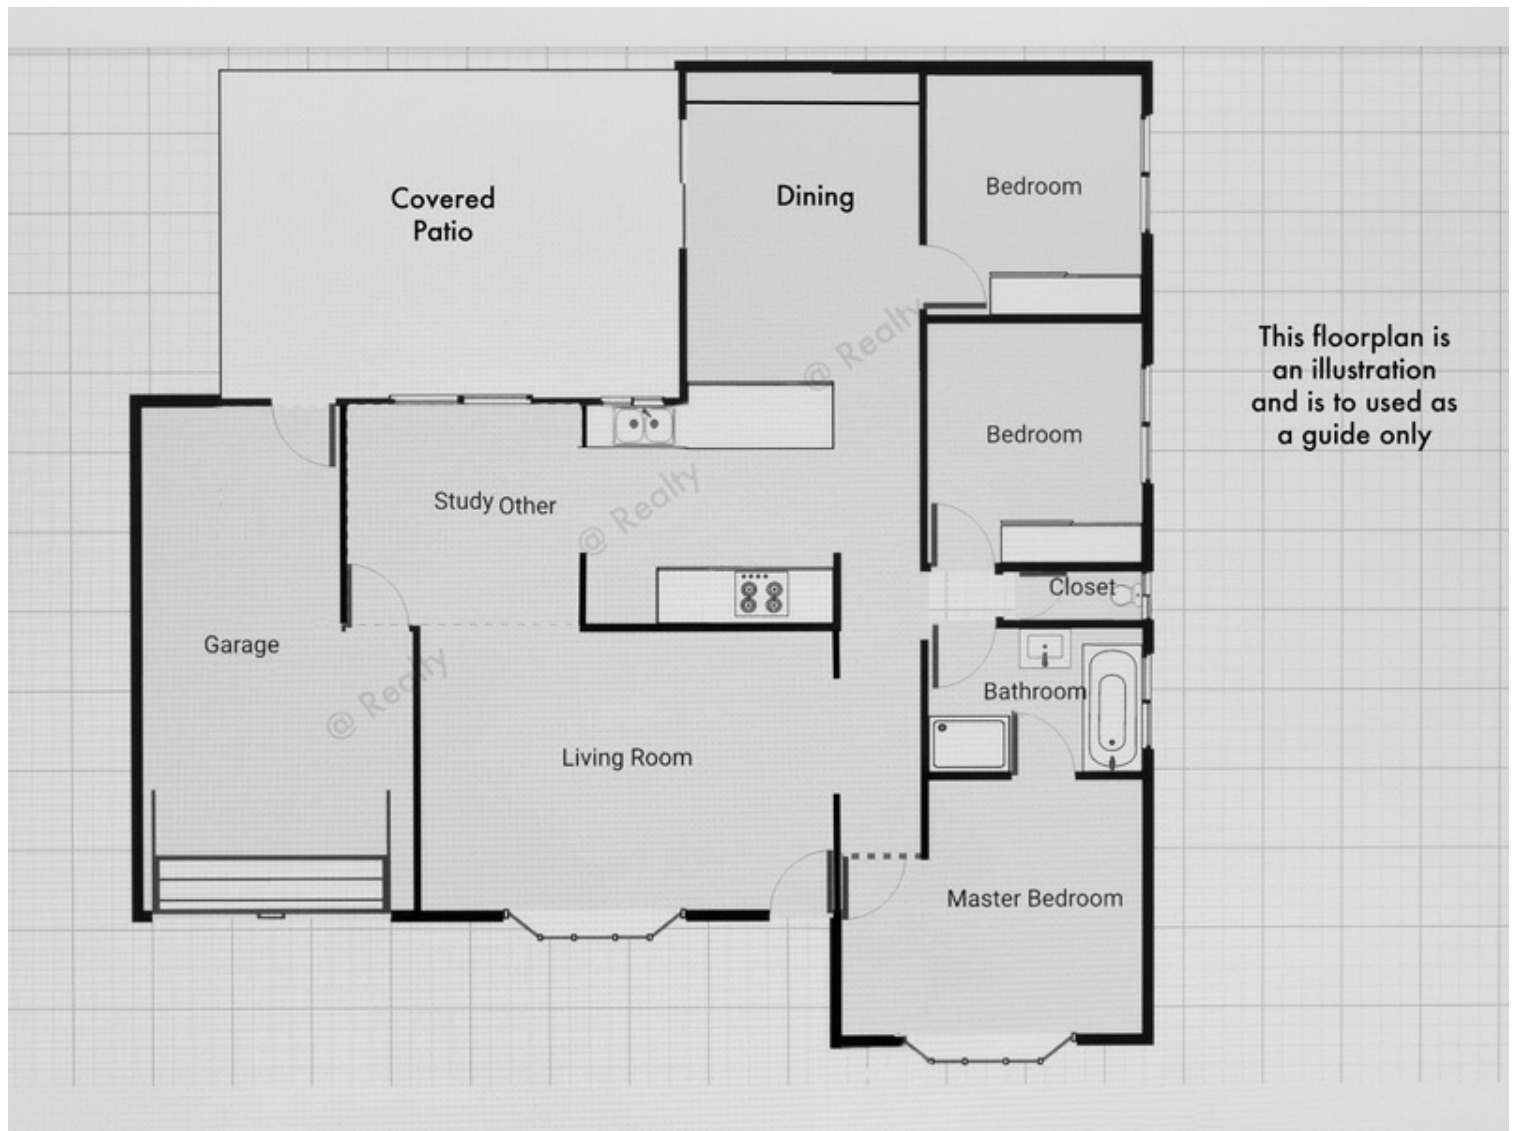 Covered
Patio
Dining
Bedroom
This floorplan is
an illustration
and is to used as
a guide only
@ Realty
Bedroom
Study Other
@ Realty
Closet
Garage
@ Realty
Bathroom
Living Room
Master Bedroom